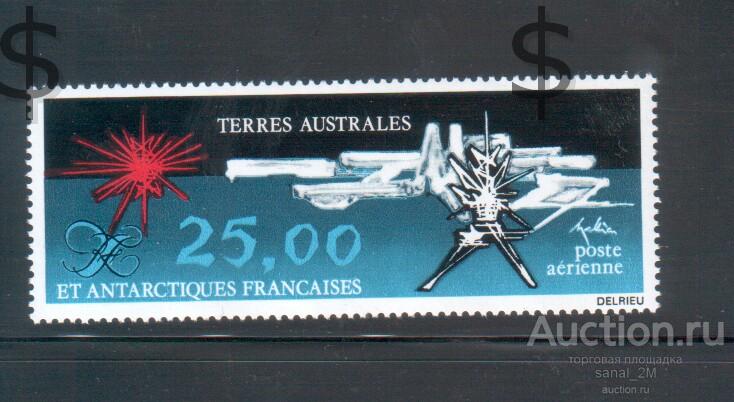 $ $
TERRES AUSTRALES
25,00
poste
aérienne
ET ANTARCTIQUES FRANCAISES
DELRIEU
Auction.ru
торговая площадка
sanal_2M
auction.ru